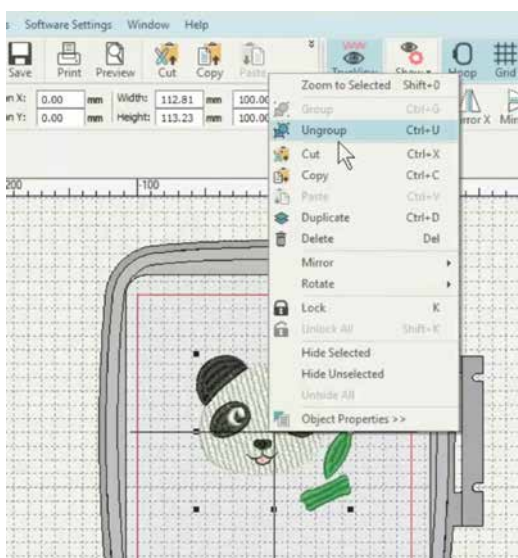 s Software Settings Window Help
Save Print Preview Cut Copy Paste TrueView Show Hoop Grid
n X: 0.00 mm Width: 112.81 mm 100.00
n Y: 0.00 mm Height: 113.23 mm 100.00
ror X Mir
200 -100
Zoom to Selected Shift+0
Group Ctrl+G
Ungroup Ctrl+U
Cut Ctrl+X
Copy Ctrl+C
Paste Ctrl+V
Duplicate Ctrl+D
Delete Del
Mirror
Rotate
Lock K
Unlock All Shift+K
Hide Selected
Hide Unselected
Unhide All
Object Properties >>